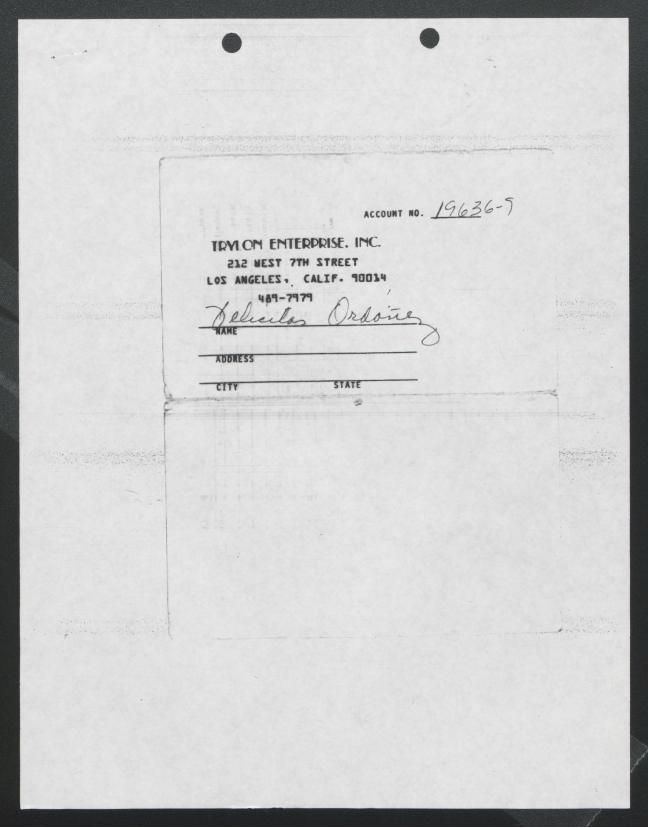 ACCOUNT NO. 19636-9
TRYLON ENTERPRISE, INC.
212 WEST 7TH STREET
LOS ANGELES, CALIF. 90014
489-7979
Felicitas Ordóñez
NAME
ADDRESS
CITY STATE